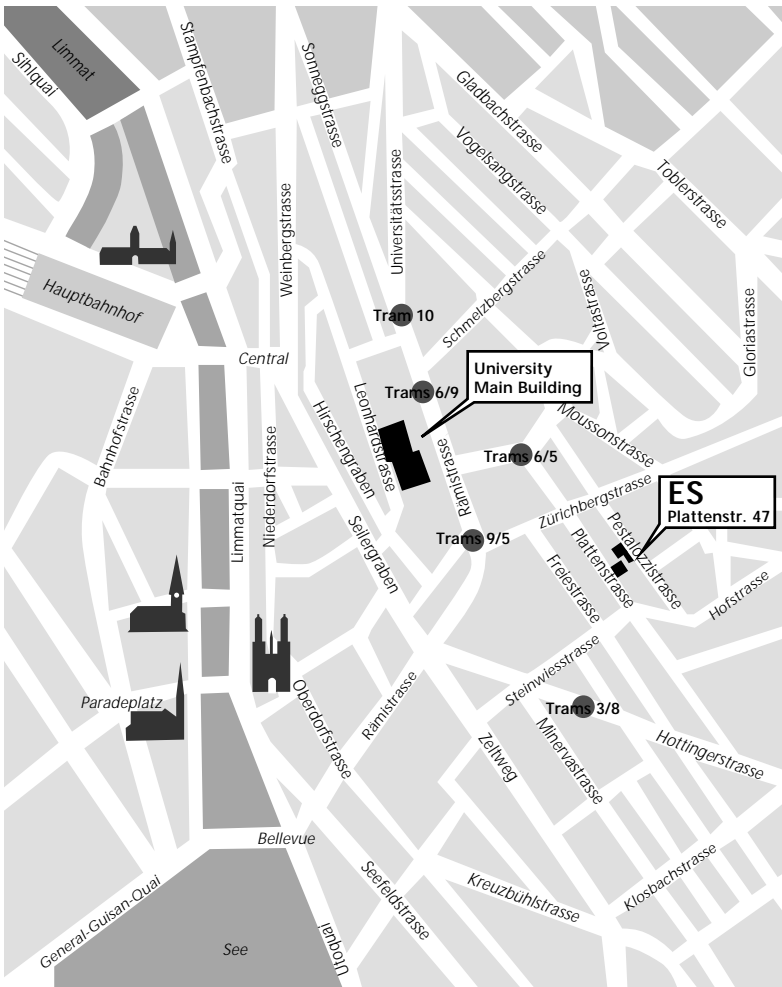 Limmat
Sihlquai
Stampfenbachstrasse
Sonneggstrasse
Gladbachstrasse
Vogelsangstrasse
Toblerstrasse
Weinbergstrasse
Universitätsstrasse
Schmelzbergstrasse
Voltastrasse
Gloriastrasse
Hauptbahnhof
Tram 10
Central
University
Main Building
Trams 6/9
Leonhardstrasse
Hirschengraben
Bahnhofstrasse
Niederdorfstrasse
Limmatquai
Rämistrasse
Moussonstrasse
Trams 6/5
Zürichbergstrasse
ES
Plattenstr. 47
Seilergraben
Trams 9/5
Freiestrasse
Plattenstrasse
Pestalozzistrasse
Hofstrasse
Steinwiesstrasse
Paradeplatz
Oberdorfstrasse
Rämistrasse
Trams 3/8
Zeltweg
Minervastrasse
Hottingerstrasse
Bellevue
Seefeldstrasse
Kreuzbühlstrasse
Klosbachstrasse
General-Guisan-Quai
See
Utoquai